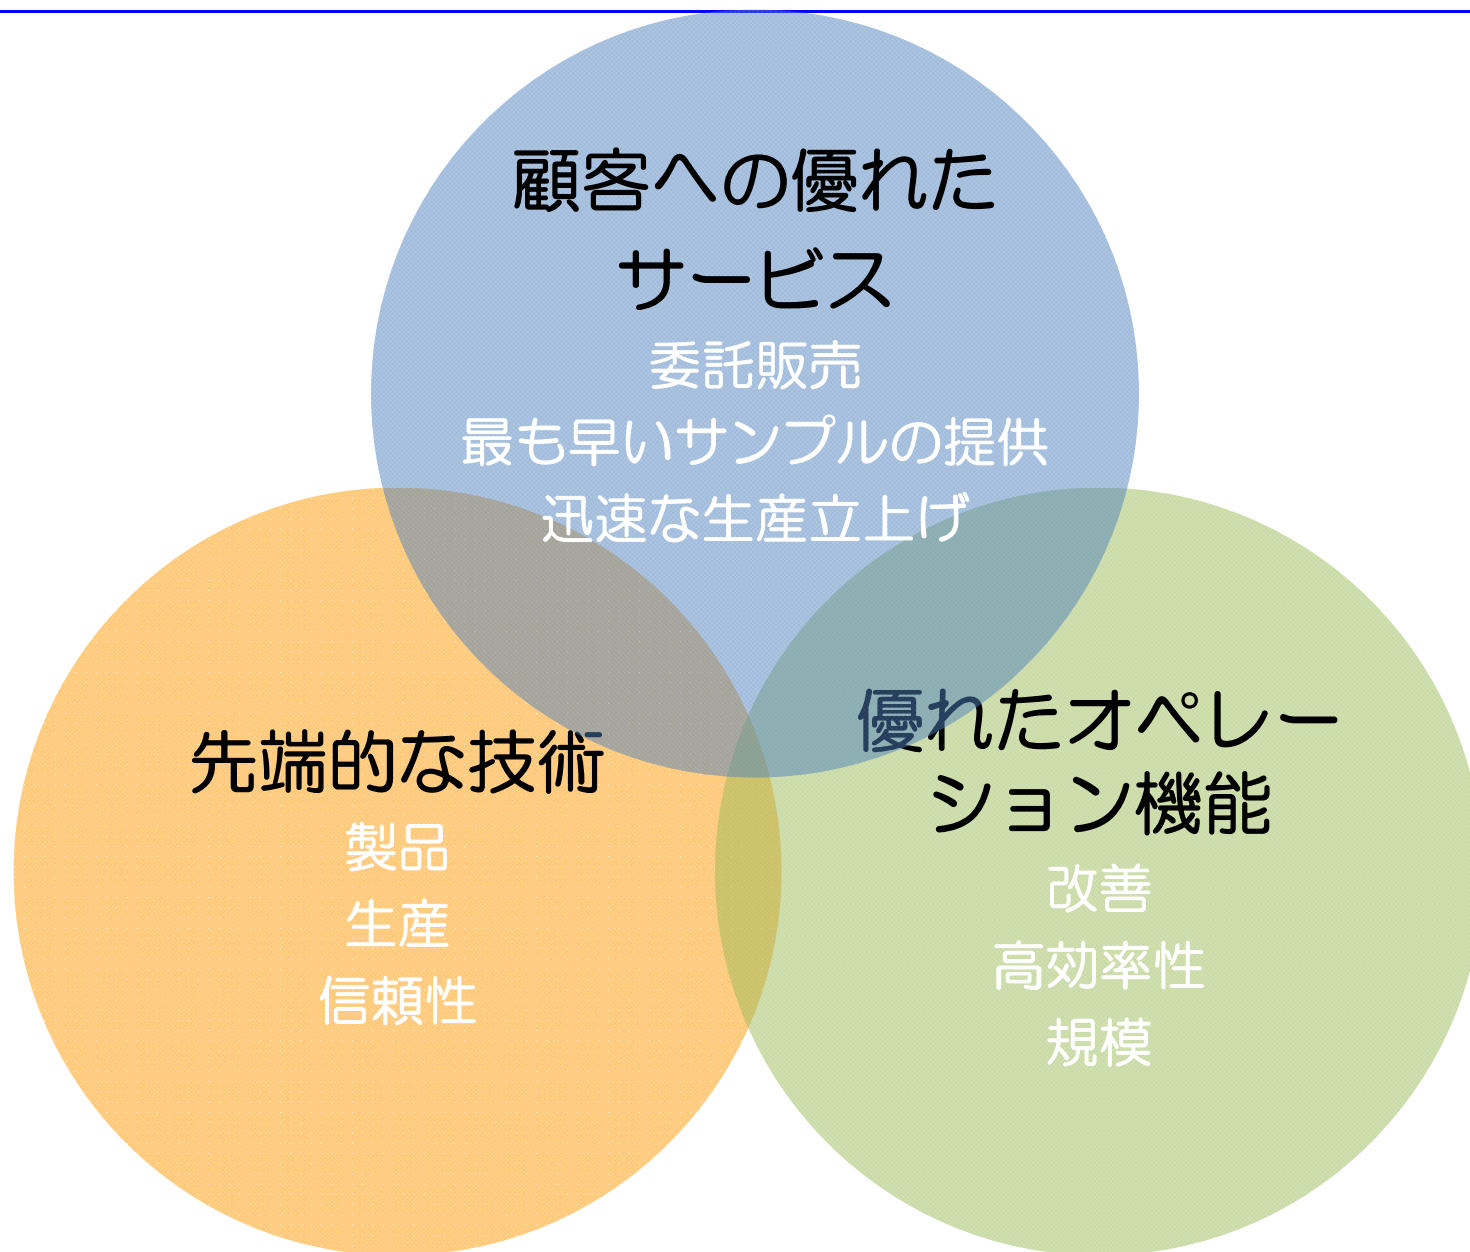 顧客への優れた
サービス
委託販売
最も早いサンプルの提供
迅速な生産立上げ
先端的な技術
製品
生産
信頼性
優れたオペレー
ション機能
改善
高効率性
規模